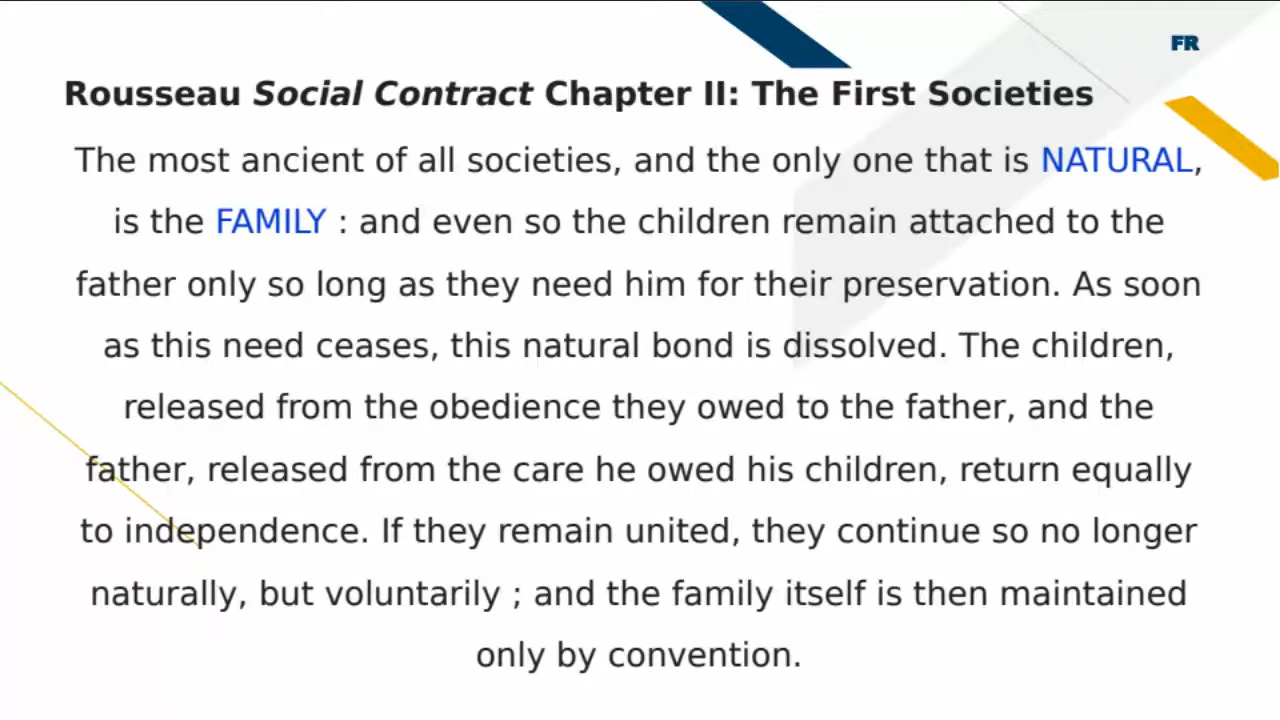 FR
Rousseau Social Contract Chapter II: The First Societies
The most ancient of all societies, and the only one that is NATURAL,
is the FAMILY : and even so the children remain attached to the
father only so long as they need him for their preservation. As soon
as this need ceases, this natural bond is dissolved. The children,
released from the obedience they owed to the father, and the
father, released from the care he owed his children, return equally
to independence. If they remain united, they continue so no longer
naturally, but voluntarily ; and the family itself is then maintained
only by convention.